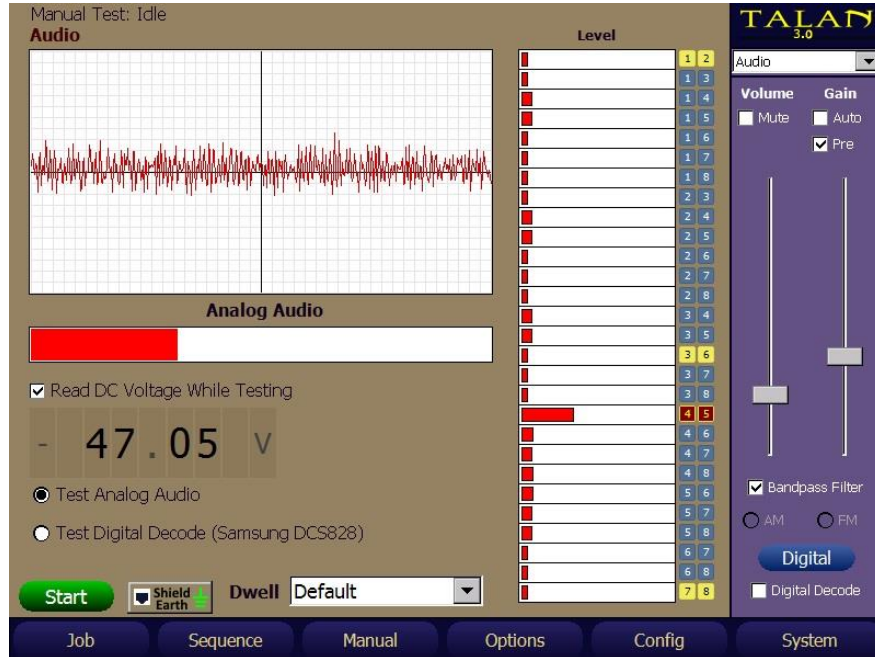 Manual Test: Idle
Audio
Level
TALAN
3.0
Audio
Volume Gain
Mute Auto
Pre
1 2
1 3
1 4
1 5
1 6
1 7
1 8
2 3
2 4
2 5
2 6
2 7
2 8
3 4
3 5
3 6
3 7
3 8
4 5
4 6
4 7
4 8
5 6
5 7
5 8
6 7
6 8
7 8
Analog Audio
Read DC Voltage While Testing
- 47.05 V
Test Analog Audio
Test Digital Decode (Samsung DCS828)
Bandpass Filter
AM FM
Digital
Digital Decode
Start
Shield
Earth
Dwell Default
Job Sequence Manual Options Config System